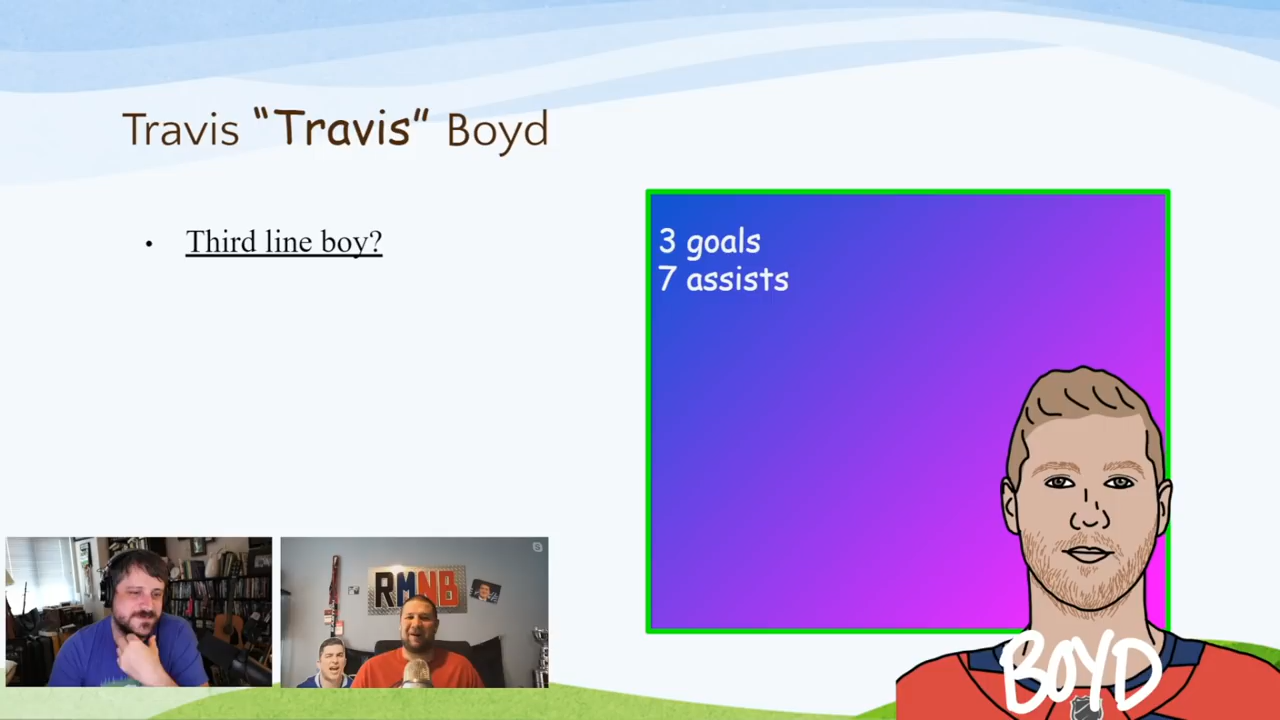 Travis “Travis” Boyd
• Third line boy?
3 goals
7 assists
RMNB
BOYD